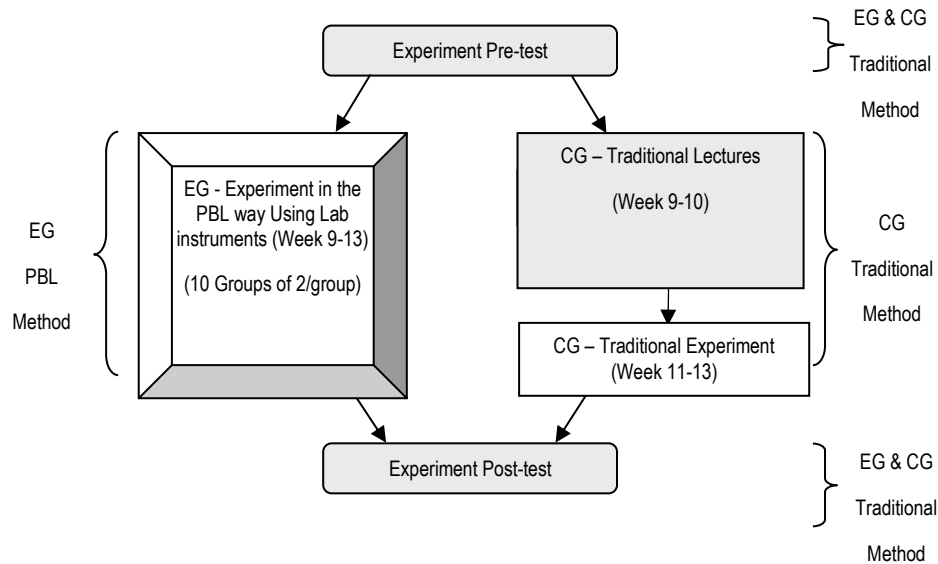 Experiment Pre-test
EG & CG
Traditional
Method
EG
PBL
Method
EG - Experiment in the
PBL way Using Lab
instruments (Week 9-13)
(10 Groups of 2/group)
CG – Traditional Lectures
(Week 9-10)
CG – Traditional Experiment
(Week 11-13)
CG
Traditional
Method
Experiment Post-test
EG & CG
Traditional
Method